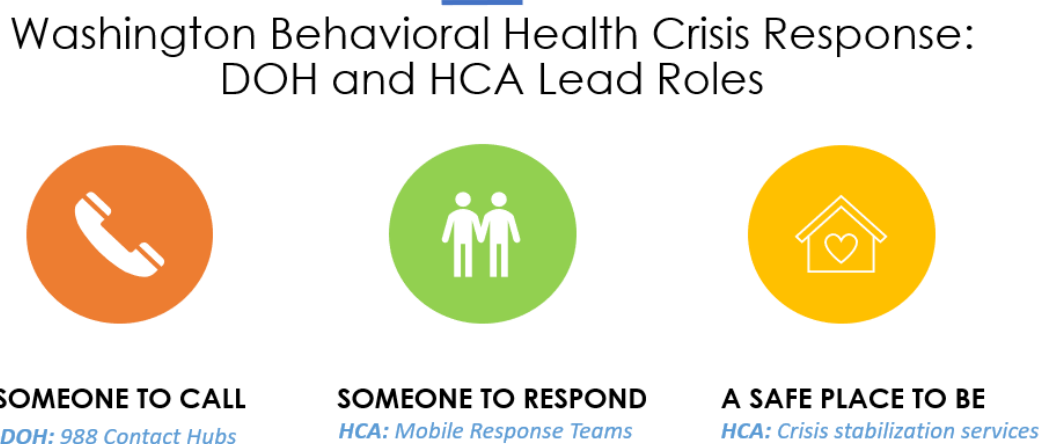 Washington Behavioral Health Crisis Response:
DOH and HCA Lead Roles
SOMEONE TO CALL
DOH: 988 Contact Hubs
SOMEONE TO RESPOND
HCA: Mobile Response Teams
A SAFE PLACE TO BE
HCA: Crisis stabilization services